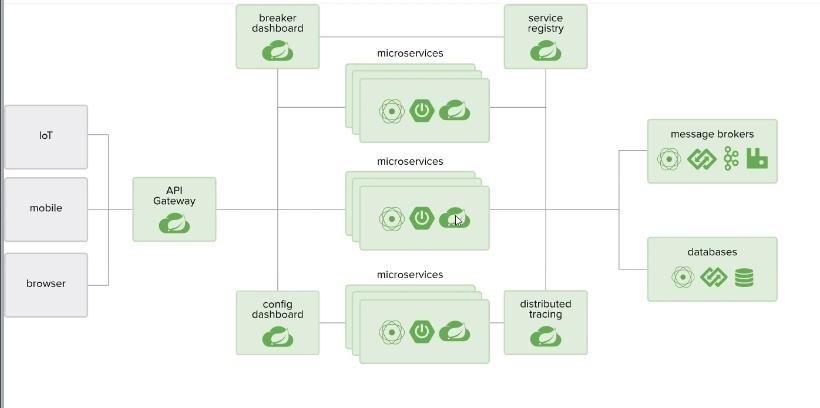 breaker
dashboard
service
registry
microservices
IoT
message brokers
microservices
API
Gateway
mobile
databases
microservices
browser
config
dashboard
distributed
tracing